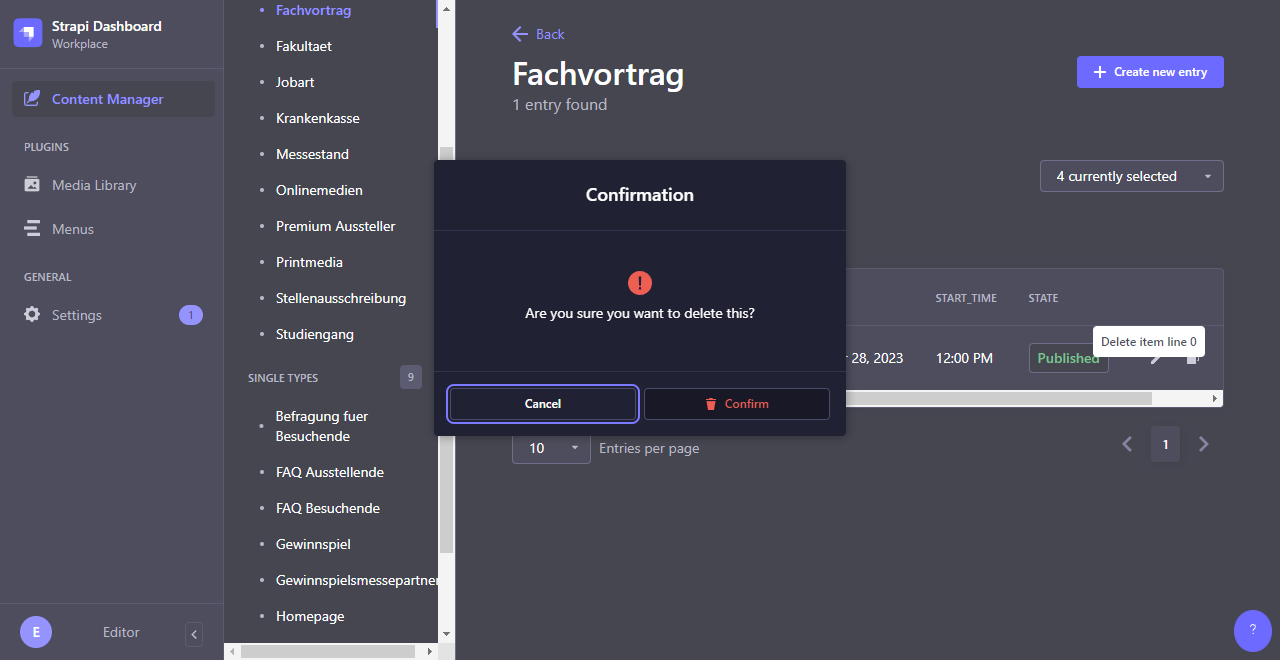 Strapi Dashboard
Workplace
Content Manager
PLUGINS
Media Library
Menus
GENERAL
Settings
1
E
Editor
Fachvortrag
Fakultaet
Jobart
Krankenkasse
Messestand
Onlinemedien
Premium Aussteller
Printmedia
Stellenausschreibung
Studiengang
SINGLE TYPES
9
Befragung fuer
Besuchende
FAQ Ausstellende
FAQ Besuchende
Gewinnspiel
Gewinnspielsmessepartner
Homepage
Back
Fachvortrag
1 entry found
Create new entry
4 currently selected
Confirmation
Are you sure you want to delete this?
Cancel
Confirm
START_TIME
STATE
28, 2023
12:00 PM
Published
Delete item line 0
10
Entries per page
1
?